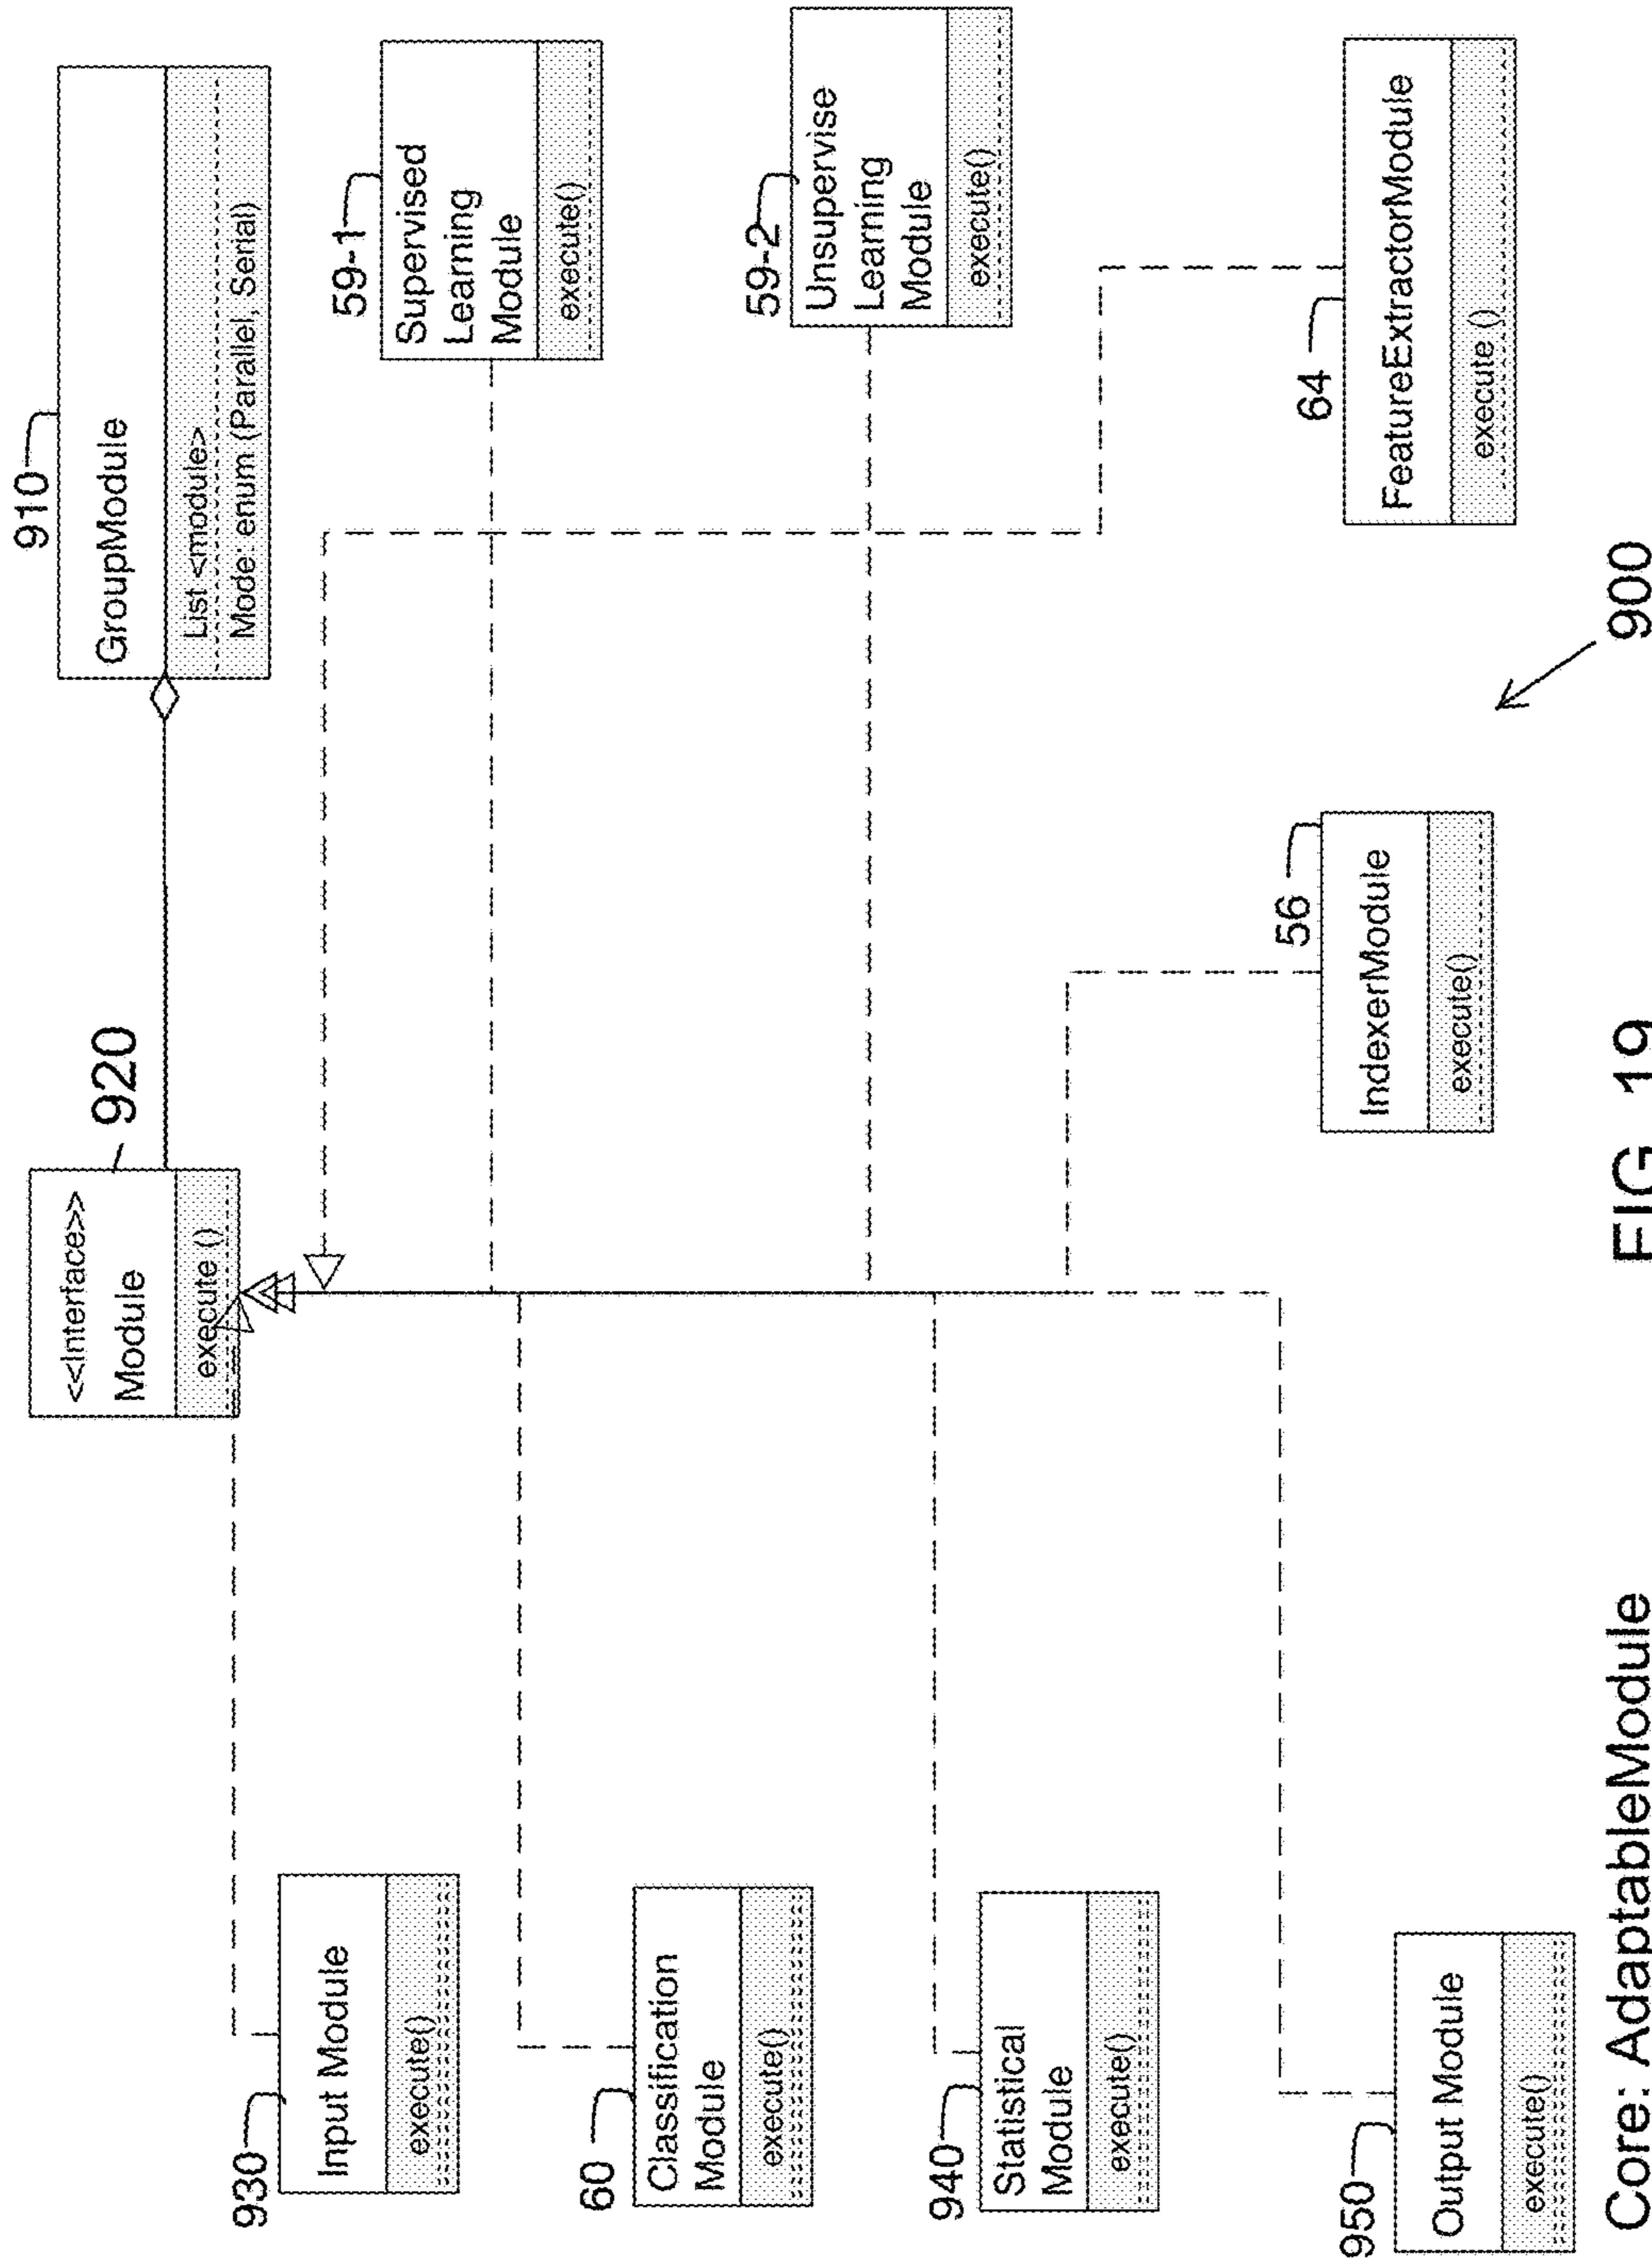 910
GroupModule
List <module>
Mode: enum (Parallel, Serial)
920
<<Interface>>
Module
execute ()
59-1
Supervised
Learning
Module
execute()
930
Input Module
execute()
60
Classification
Module
execute()
59-2
Unsupervise
Learning
Module
execute()
940
Statistical
Module
execute()
56
IndexerModule
execute()
64
FeatureExtractorModule
execute ()
950
Output Module
execute()
900
Core: AdaptableModule
FIG 19